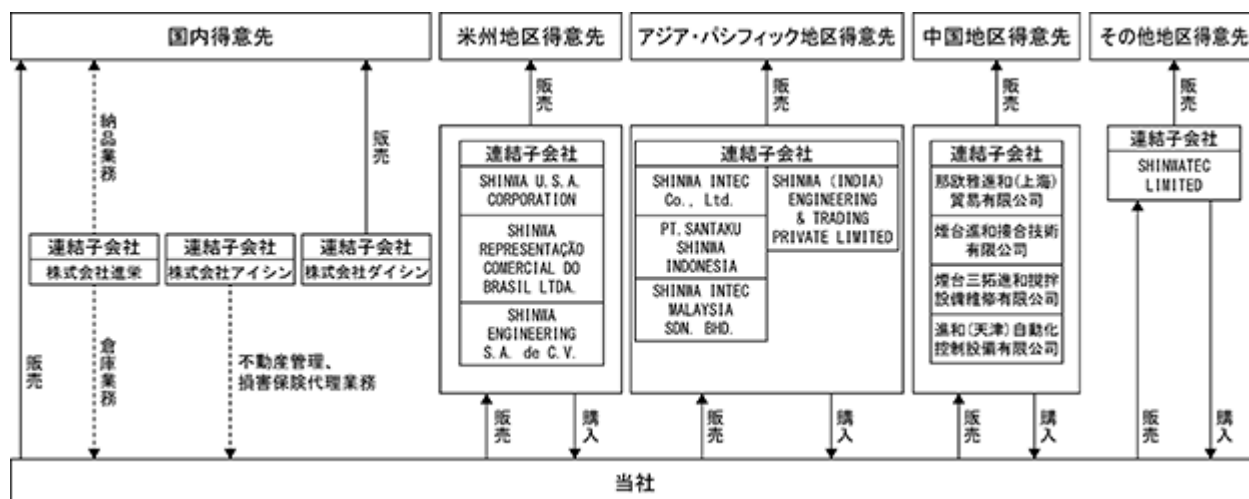 国内得意先
米州地区得意先
アジア・パシフィック地区得意先
中国地区得意先
その他地区得意先
納品業務
販売
販売
販売
販売
販売
連結子会社
株式会社進栄
連結子会社
株式会社アイシン
連結子会社
株式会社ダイシン
連結子会社
SHINWA U.S.A.
CORPORATION
SHINWA
REPRESENTAÇÃO
COMERCIAL DO
BRASIL LTDA.
SHINWA
ENGINEERING
S.A. de C.V.
連結子会社
SHINWA INTEC
Co., Ltd.
PT. SANTAKU
SHINWA
INDONESIA
SHINWA INTEC
MALAYSIA
SDN. BHD.
SHINWA (INDIA)
ENGINEERING
& TRADING
PRIVATE LIMITED
連結子会社
那欧雅進和(上海)
貿易有限公司
煙台進和接合技術
有限公司
煙台三拓進和撹拌
設備維修有限公司
進和(天津)自動化
控制設備有限公司
連結子会社
SHINWATEC
LIMITED
販売
倉庫業務
不動産管理、
損害保険代理業務
販売
購入
販売
購入
販売
購入
販売
購入
当社